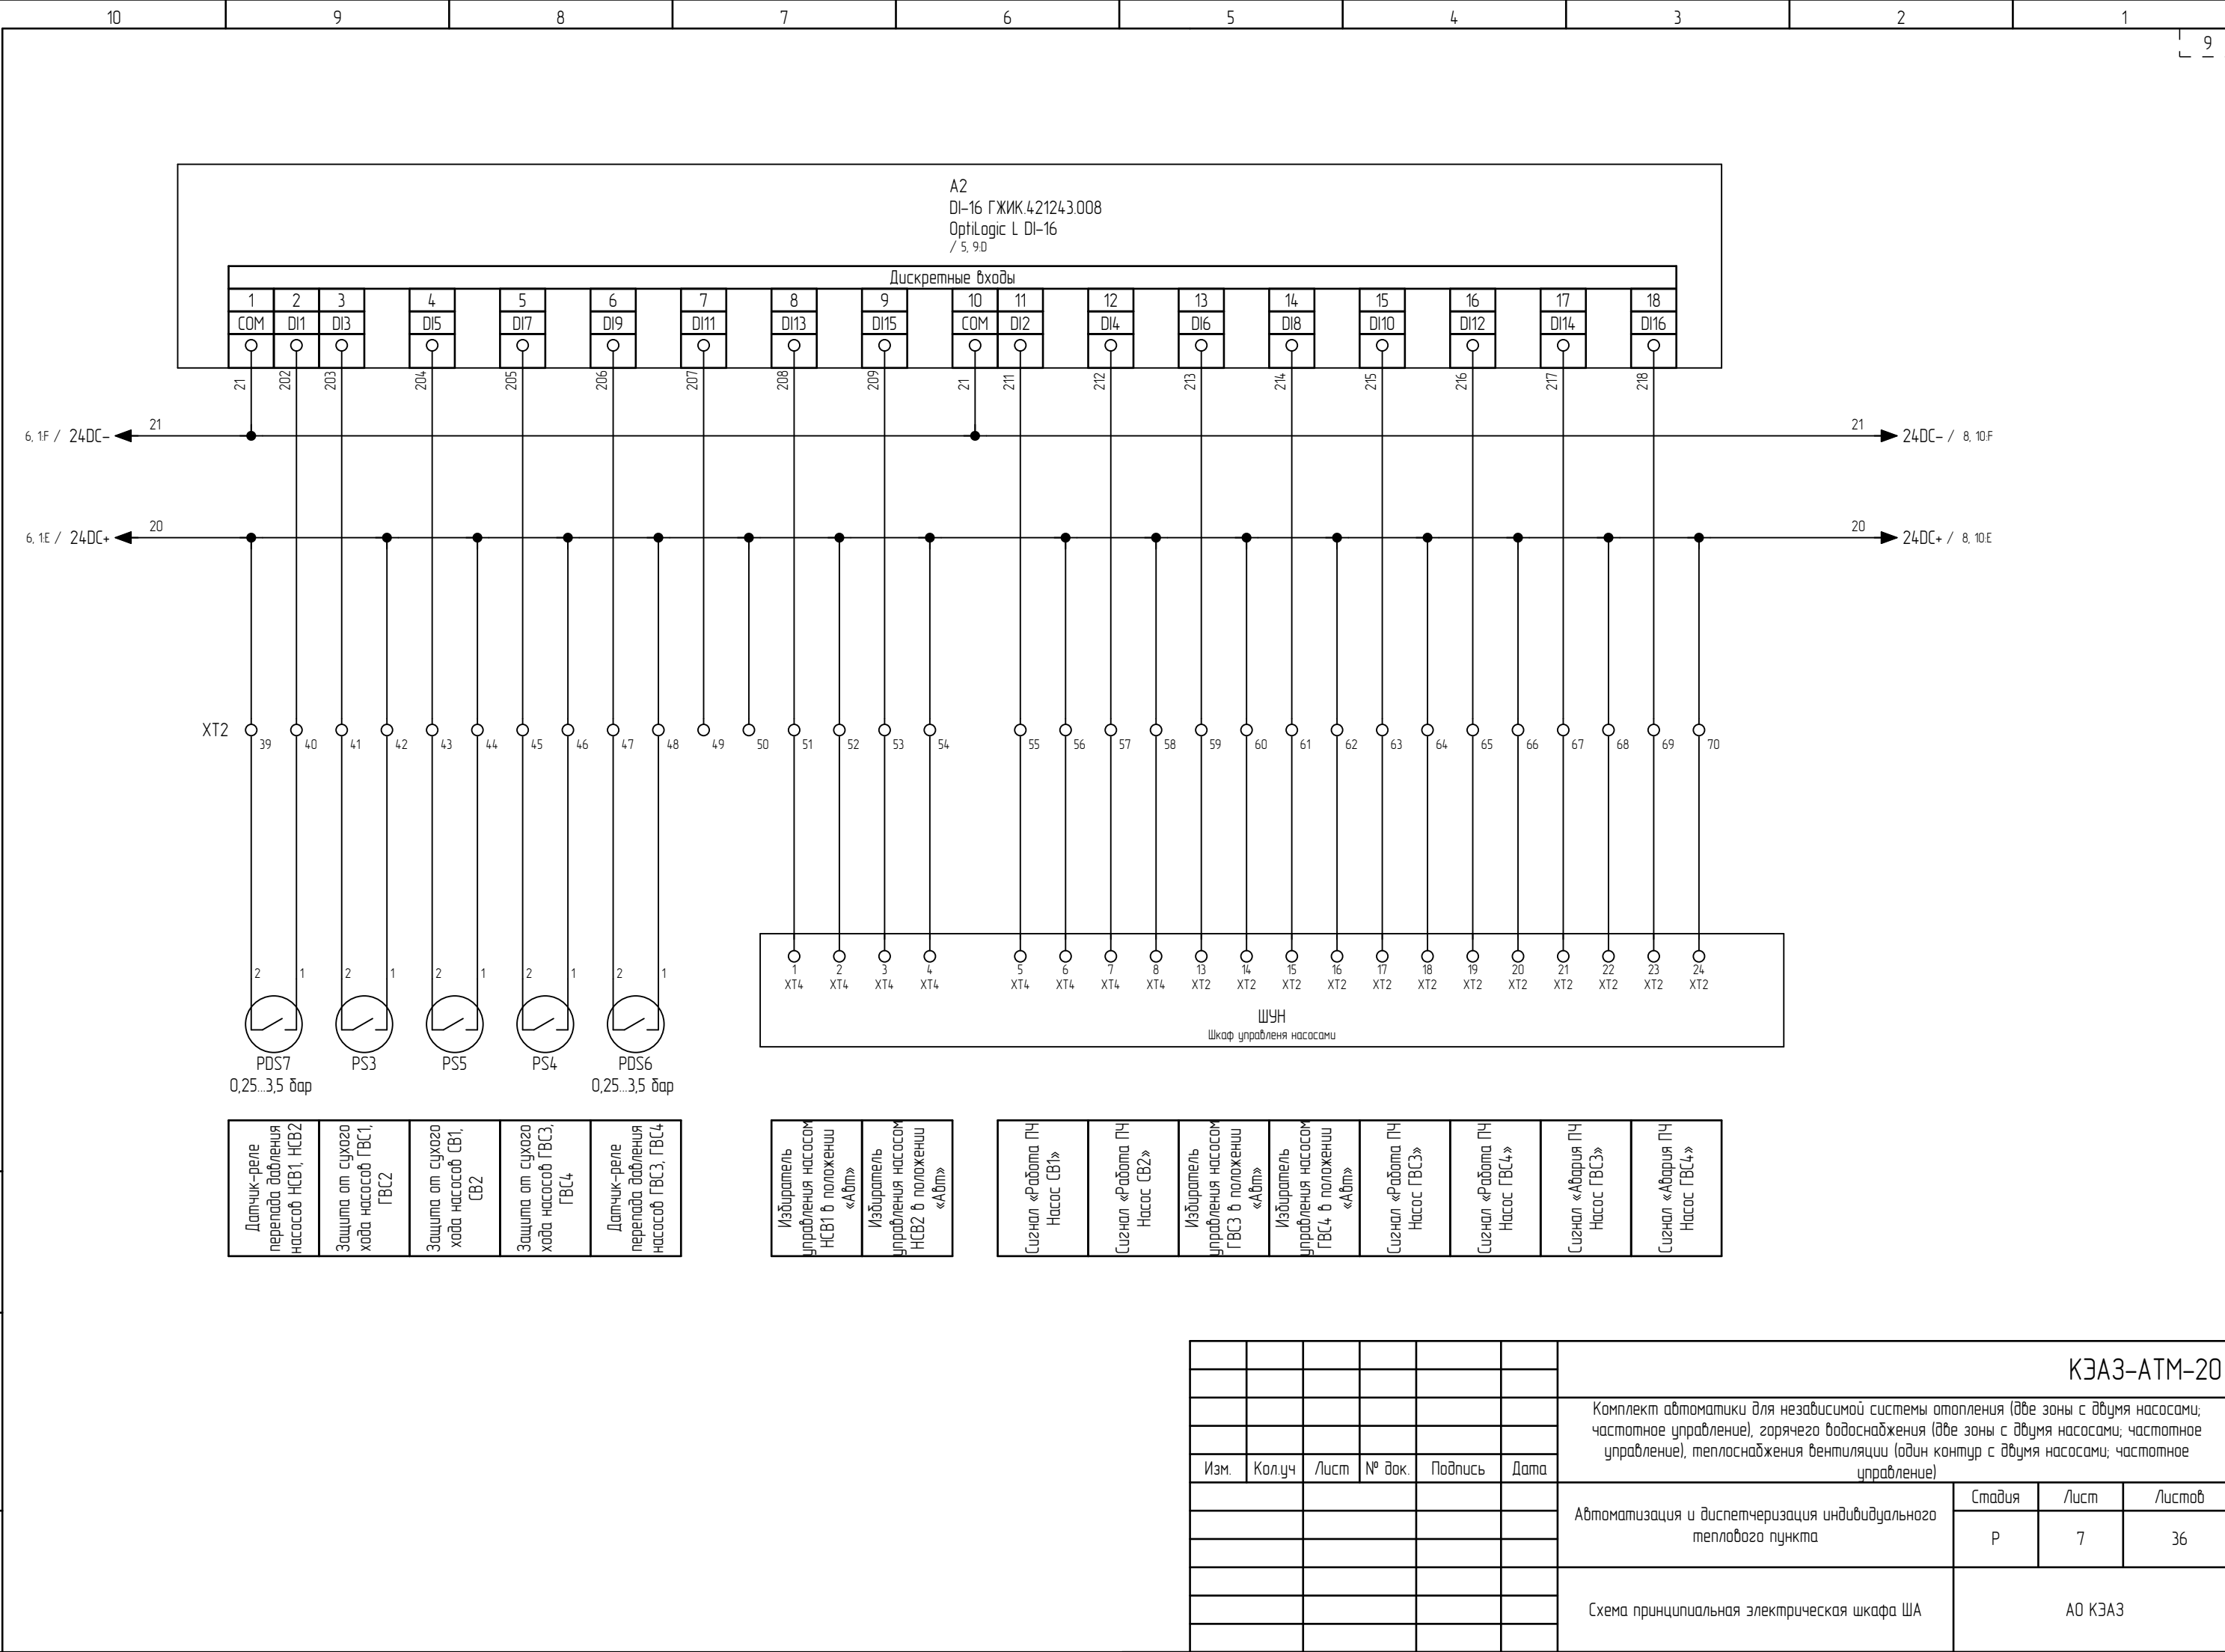 10 9 8 7 6 5 4 3 2 1
9
A2
DI-16 ГЖИК.421243.008
OptiLogic L DI-16
/ 5, 9:D
Дискретные входы
1 2 3 4 5 6 7 8 9 10 11 12 13 14 15 16 17 18
COM DI1 DI3 DI5 DI7 DI9 DI11 DI13 DI15 COM DI2 DI4 DI6 DI8 DI10 DI12 DI14 DI16
21 202 203 204 205 206 207 208 209 21 211 212 213 214 215 216 217 218
6, 1:F / 24DC- 21 21 24DC- / 8, 10:F
6, 1:E / 24DC+ 20 20 24DC+ / 8, 10:E
XT2 39 40 41 42 43 44 45 46 47 48 49 50 51 52 53 54 55 56 57 58 59 60 61 62 63 64 65 66 67 68 69 70
2 1 2 1 2 1 2 1 2 1
1 2 3 4 5 6 7 8 13 14 15 16 17 18 19 20 21 22 23 24
XT4 XT4 XT4 XT4 XT4 XT4 XT4 XT4 XT2 XT2 XT2 XT2 XT2 XT2 XT2 XT2 XT2 XT2 XT2 XT2
ШУН
Шкаф управленя насосами
PDS7 PS3 PS5 PS4 PDS6
0,25...3,5 бар 0,25...3,5 бар
Датчик-реле
перепада давления
насосов НСВ1, НСВ2
Защита от сухого
хода насосов ГВС1,
ГВС2
Защита от сухого
хода насосов СВ1,
СВ2
Защита от сухого
хода насосов ГВС3,
ГВС4
Датчик-реле
перепада давления
насосов ГВС3, ГВС4
Избиратель
управления насосом
НСВ1 в положении
«Авт»
Избиратель
управления насосом
НСВ2 в положении
«Авт»
Сигнал «Работа ПЧ
Насос СВ1»
Сигнал «Работа ПЧ
Насос СВ2»
Избиратель
управления насосом
ГВС3 в положении
«Авт»
Избиратель
управления насосом
ГВС4 в положении
«Авт»
Сигнал «Работа ПЧ
Насос ГВС3»
Сигнал «Работа ПЧ
Насос ГВС4»
Сигнал «Авария ПЧ
Насос ГВС3»
Сигнал «Авария ПЧ
Насос ГВС4»
КЭАЗ-АТМ-20
Комплект автоматики для независимой системы отопления (две зоны с двумя насосами;
частотное управление), горячего водоснабжения (две зоны с двумя насосами; частотное
управление), теплоснабжения вентиляции (один контур с двумя насосами; частотное
управление)
Изм. Кол.уч Лист № док. Подпись Дата
Автоматизация и диспетчеризация индивидуального
теплового пункта
Стадия Лист Листов
Р 7 36
Схема принципиальная электрическая шкафа ША
АО КЭАЗ